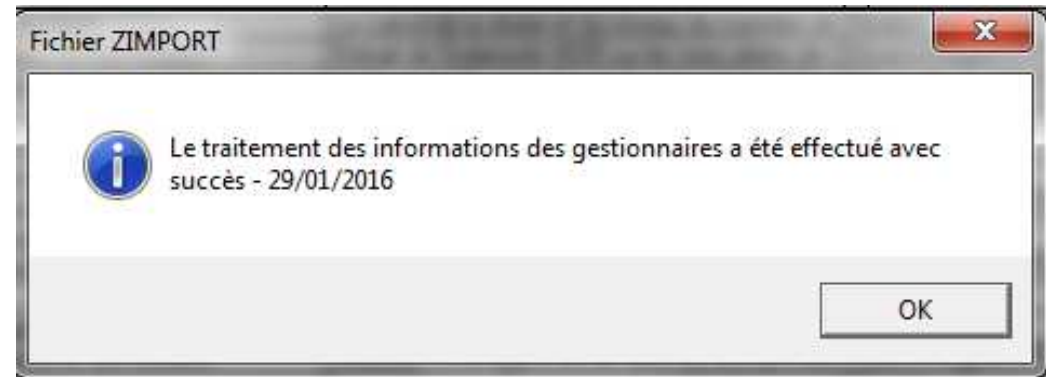 Fichier ZIMPORT
Le traitement des informations des gestionnaires a été effectué avec
succès - 29/01/2016
OK